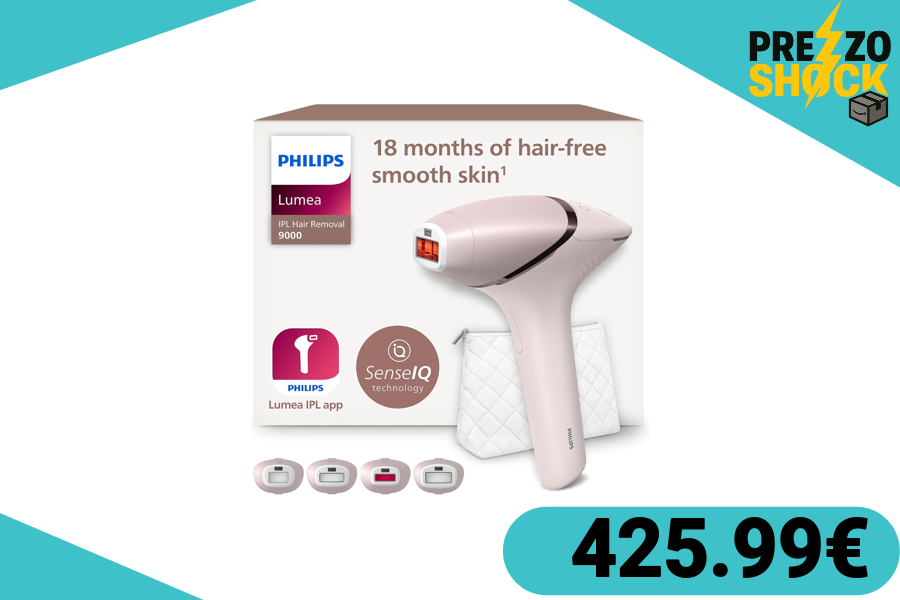 PREZZO
SHOCK
18 months of hair-free
smooth skin¹
PHILIPS
Lumea
IPL Hair Removal
9000
SenseIQ
technology
PHILIPS
Lumea IPL app
PHILIPS
425.99€